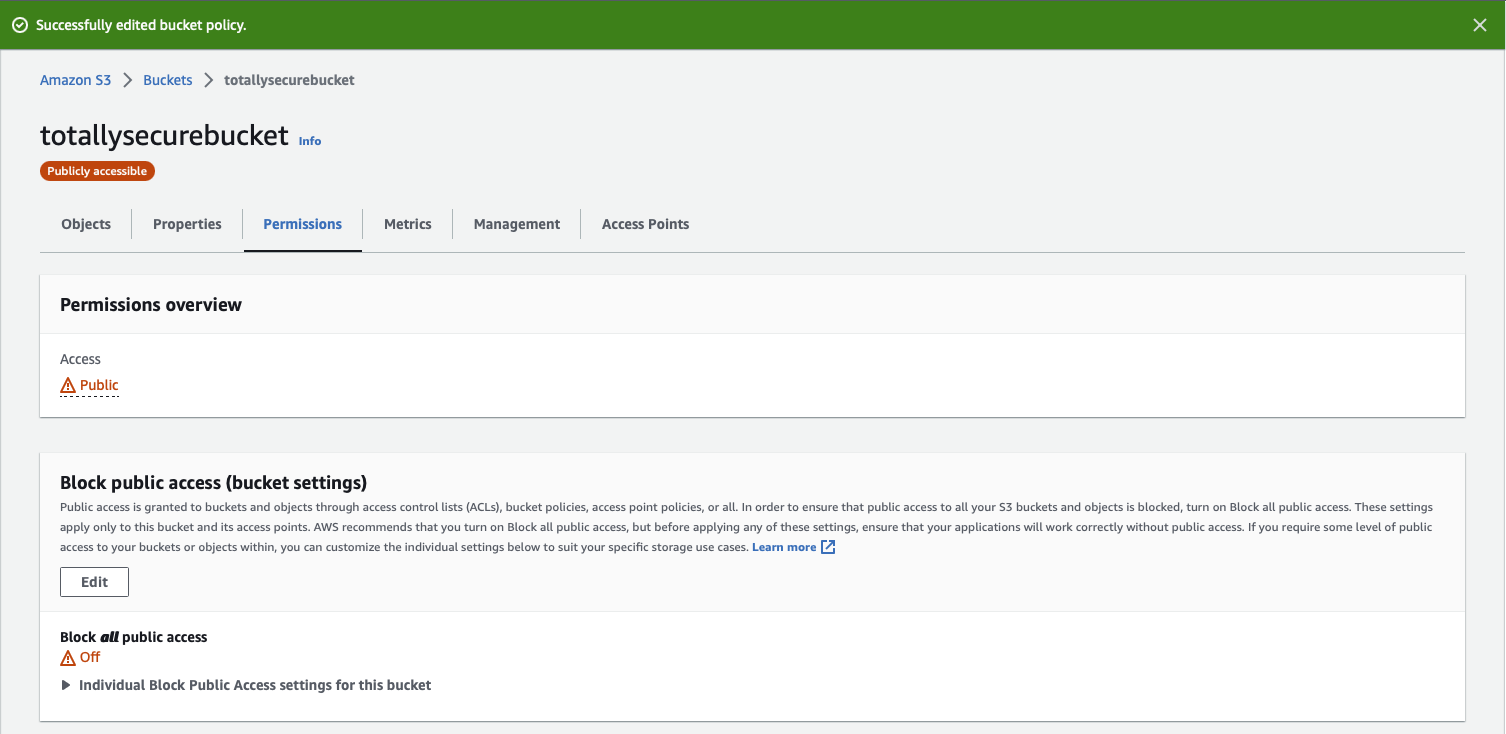 Successfully edited bucket policy.
Amazon S3 Buckets totallysecurebucket
totallysecurebucket Info
Publicly accessible
Objects Properties Permissions Metrics Management Access Points
Permissions overview
Access
Public
Block public access (bucket settings)
Public access is granted to buckets and objects through access control lists (ACLs), bucket policies, access point policies, or all. In order to ensure that public access to all your S3 buckets and objects is blocked, turn on Block all public access. These settings
apply only to this bucket and its access points. AWS recommends that you turn on Block all public access, but before applying any of these settings, ensure that your applications will work correctly without public access. If you require some level of public
access to your buckets or objects within, you can customize the individual settings below to suit your specific storage use cases. Learn more
Edit
Block all public access
Off
Individual Block Public Access settings for this bucket